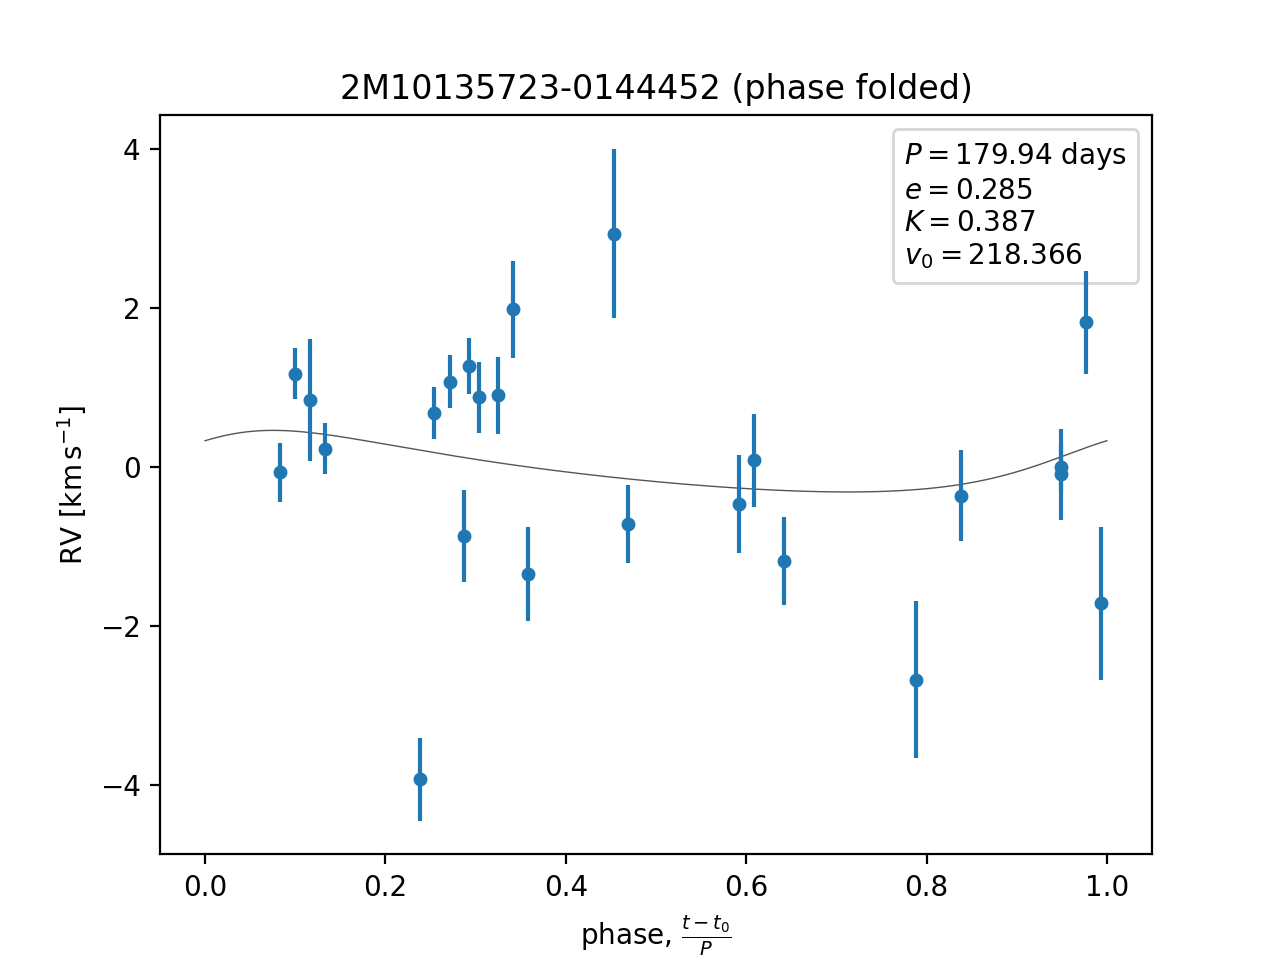 2M10135723-0144452 (phase folded)
P = 179.94 days
e = 0.285
K = 0.387
v₀ = 218.366
4
2
0
−2
−4
RV [km s⁻¹]
0.0 0.2 0.4 0.6 0.8 1.0
phase, (t − t₀)/P